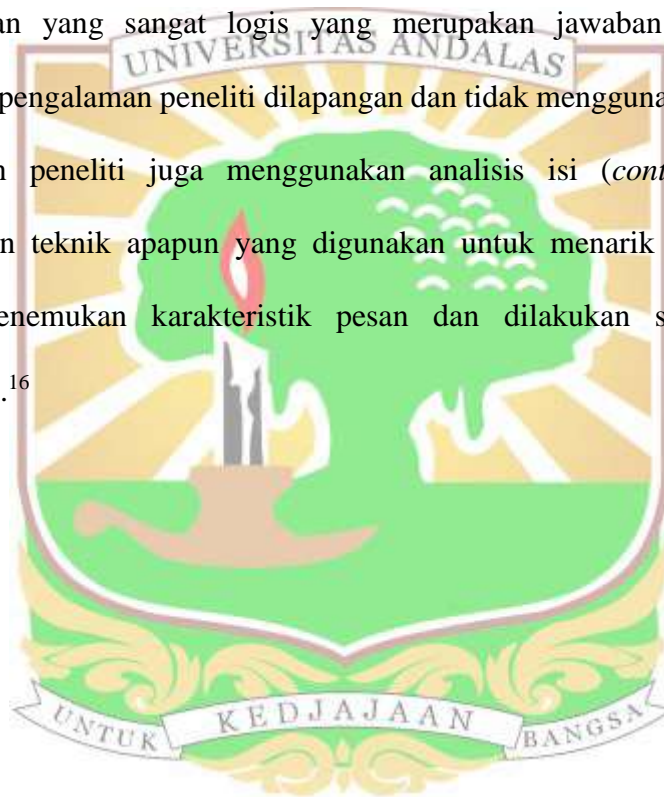 an yang sangat logis yang merupakan jawaban
UNIVERSITAS ANDALAS
pengalaman peneliti dilapangan dan tidak mengguna
n peneliti juga menggunakan analisis isi (cont
n teknik apapun yang digunakan untuk menarik
enemukan karakteristik pesan dan dilakukan s
.16
UNTUK KEDJAJAAN BANGSA